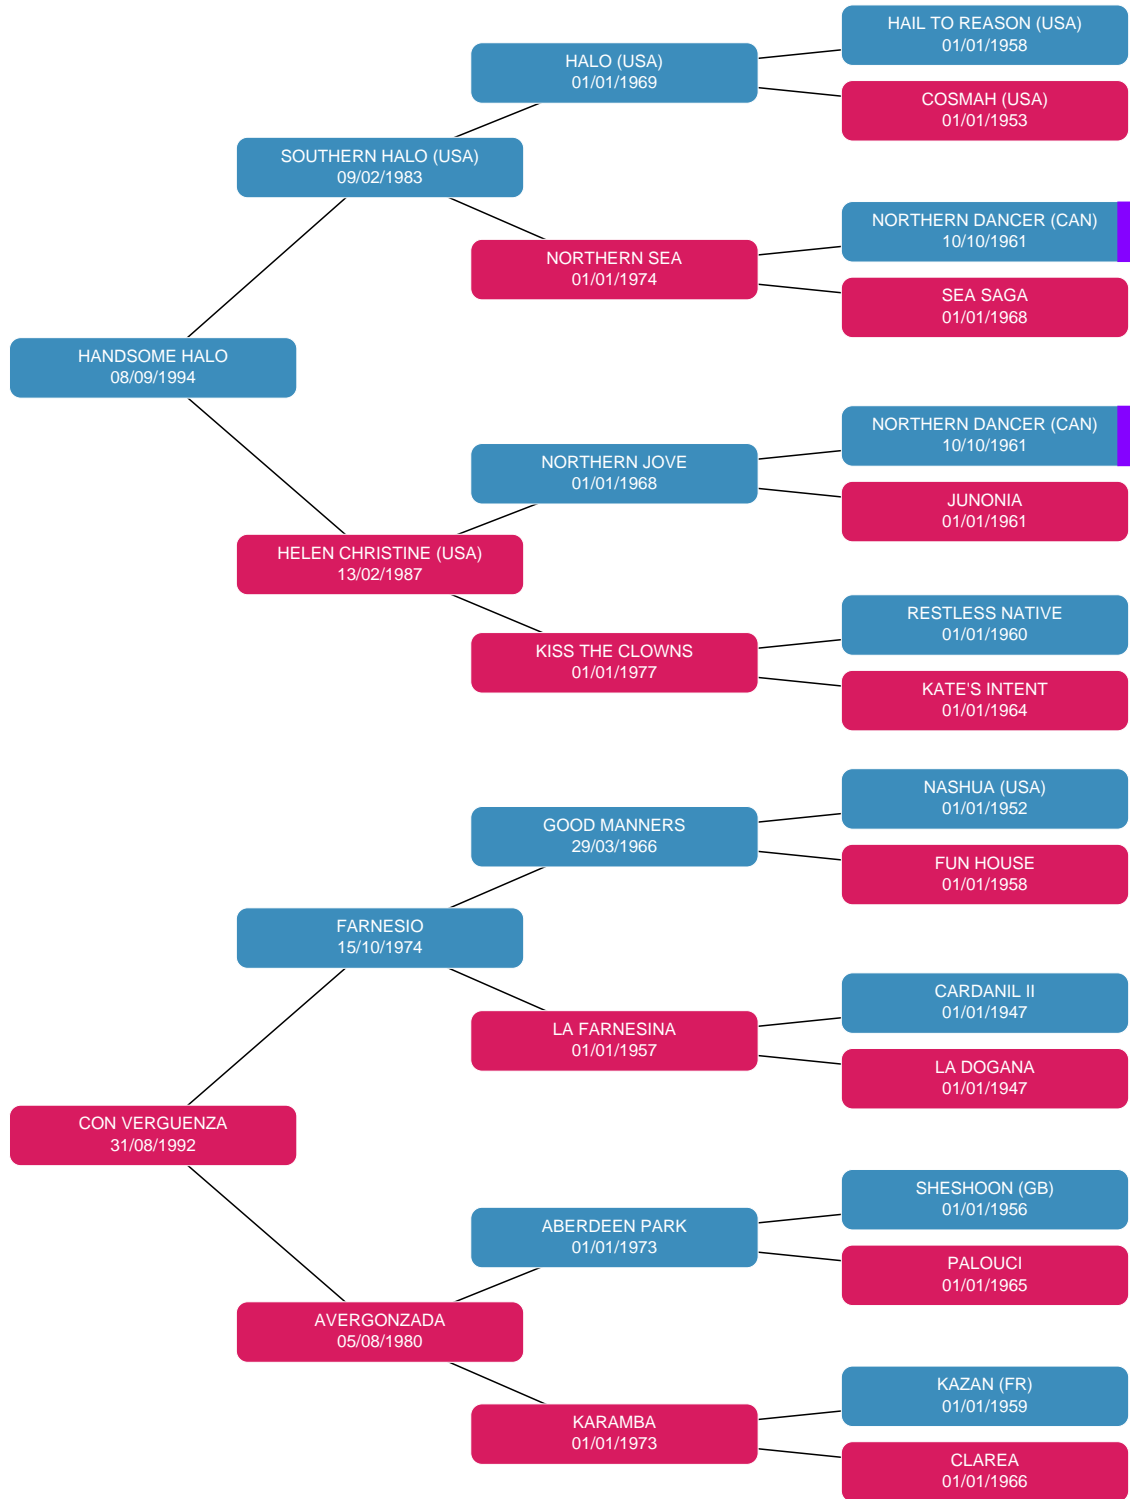 HAIL TO REASON (USA)
01/01/1958
HALO (USA)
01/01/1969
COSMAH (USA)
01/01/1953
SOUTHERN HALO (USA)
09/02/1983
NORTHERN DANCER (CAN)
10/10/1961
NORTHERN SEA
01/01/1974
SEA SAGA
01/01/1968
HANDSOME HALO
08/09/1994
NORTHERN DANCER (CAN)
10/10/1961
NORTHERN JOVE
01/01/1968
JUNONIA
01/01/1961
HELEN CHRISTINE (USA)
13/02/1987
RESTLESS NATIVE
01/01/1960
KISS THE CLOWNS
01/01/1977
KATE'S INTENT
01/01/1964
NASHUA (USA)
01/01/1952
GOOD MANNERS
29/03/1966
FUN HOUSE
01/01/1958
FARNESIO
15/10/1974
CARDANIL II
01/01/1947
LA FARNESINA
01/01/1957
LA DOGANA
01/01/1947
CON VERGUENZA
31/08/1992
SHESHOON (GB)
01/01/1956
ABERDEEN PARK
01/01/1973
PALOUCI
01/01/1965
AVERGONZADA
05/08/1980
KAZAN (FR)
01/01/1959
KARAMBA
01/01/1973
CLAREA
01/01/1966